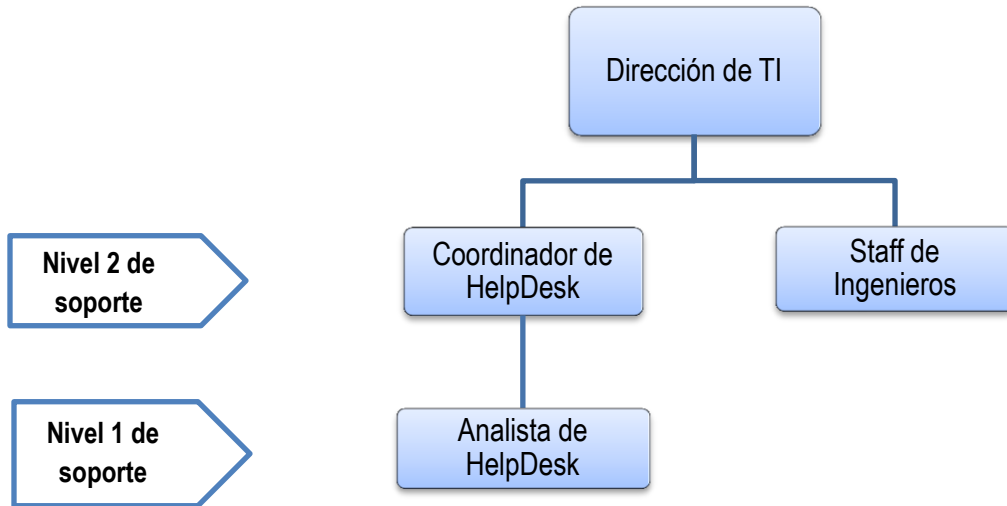 Dirección de TI
Nivel 2 de
soporte
Coordinador de
HelpDesk
Staff de
Ingenieros
Nivel 1 de
soporte
Analista de
HelpDesk